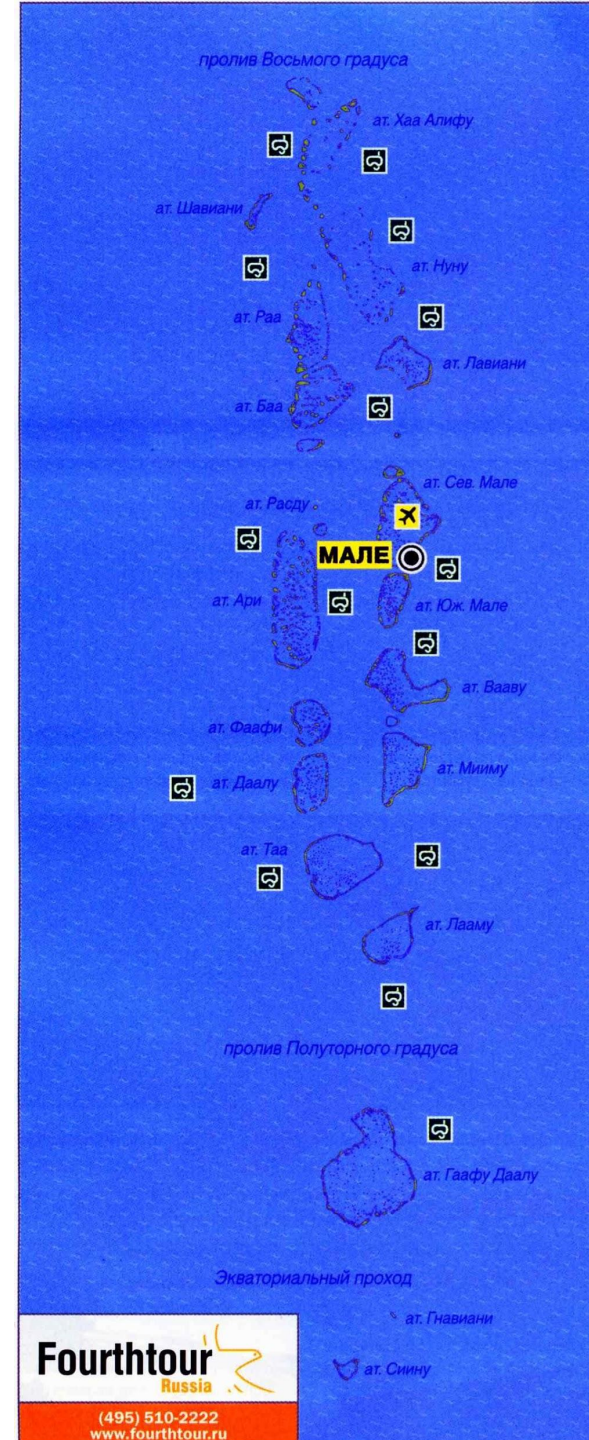 пролив Восьмого градуса
ат. Хаа Алифу
ат. Шавиани
ат. Нуну
ат. Раа
ат. Лавиани
ат. Баа
ат. Сев. Мале
ат. Расду
МАЛЕ
ат. Ари
ат. Юж. Мале
ат. Вааву
ат. Фаафи
ат. Мииму
ат. Даалу
ат. Таа
ат. Лааму
пролив Полуторного градуса
ат. Гаафу Даалу
Экваториальный проход
ат. Гнавиани
ат. Сиину
Fourthtour
Russia
(495) 510-2222
www.fourthtour.ru